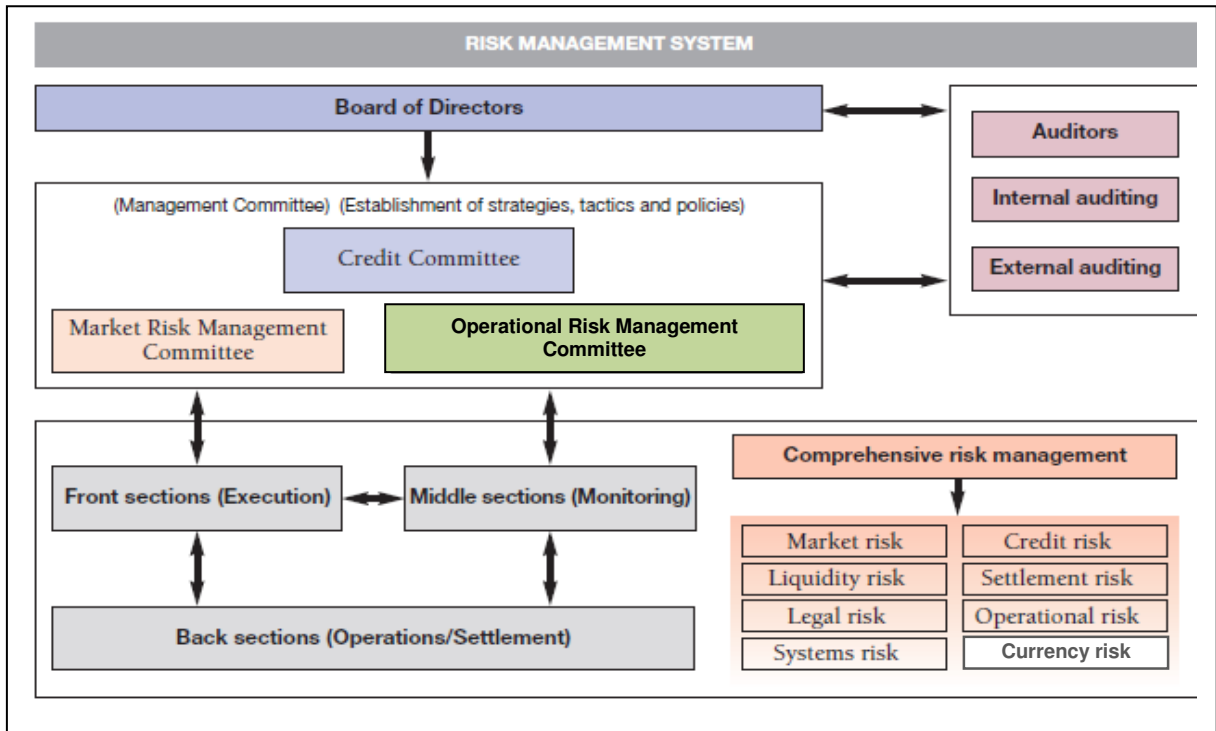 RISK MANAGEMENT SYSTEM
Board of Directors
Auditors
Internal auditing
External auditing
(Management Committee) (Establishment of strategies, tactics and policies)
Credit Committee
Market Risk Management
Committee
Operational Risk Management
Committee
Front sections (Execution)
Middle sections (Monitoring)
Back sections (Operations/Settlement)
Comprehensive risk management
Market risk
Credit risk
Liquidity risk
Settlement risk
Legal risk
Operational risk
Systems risk
Currency risk